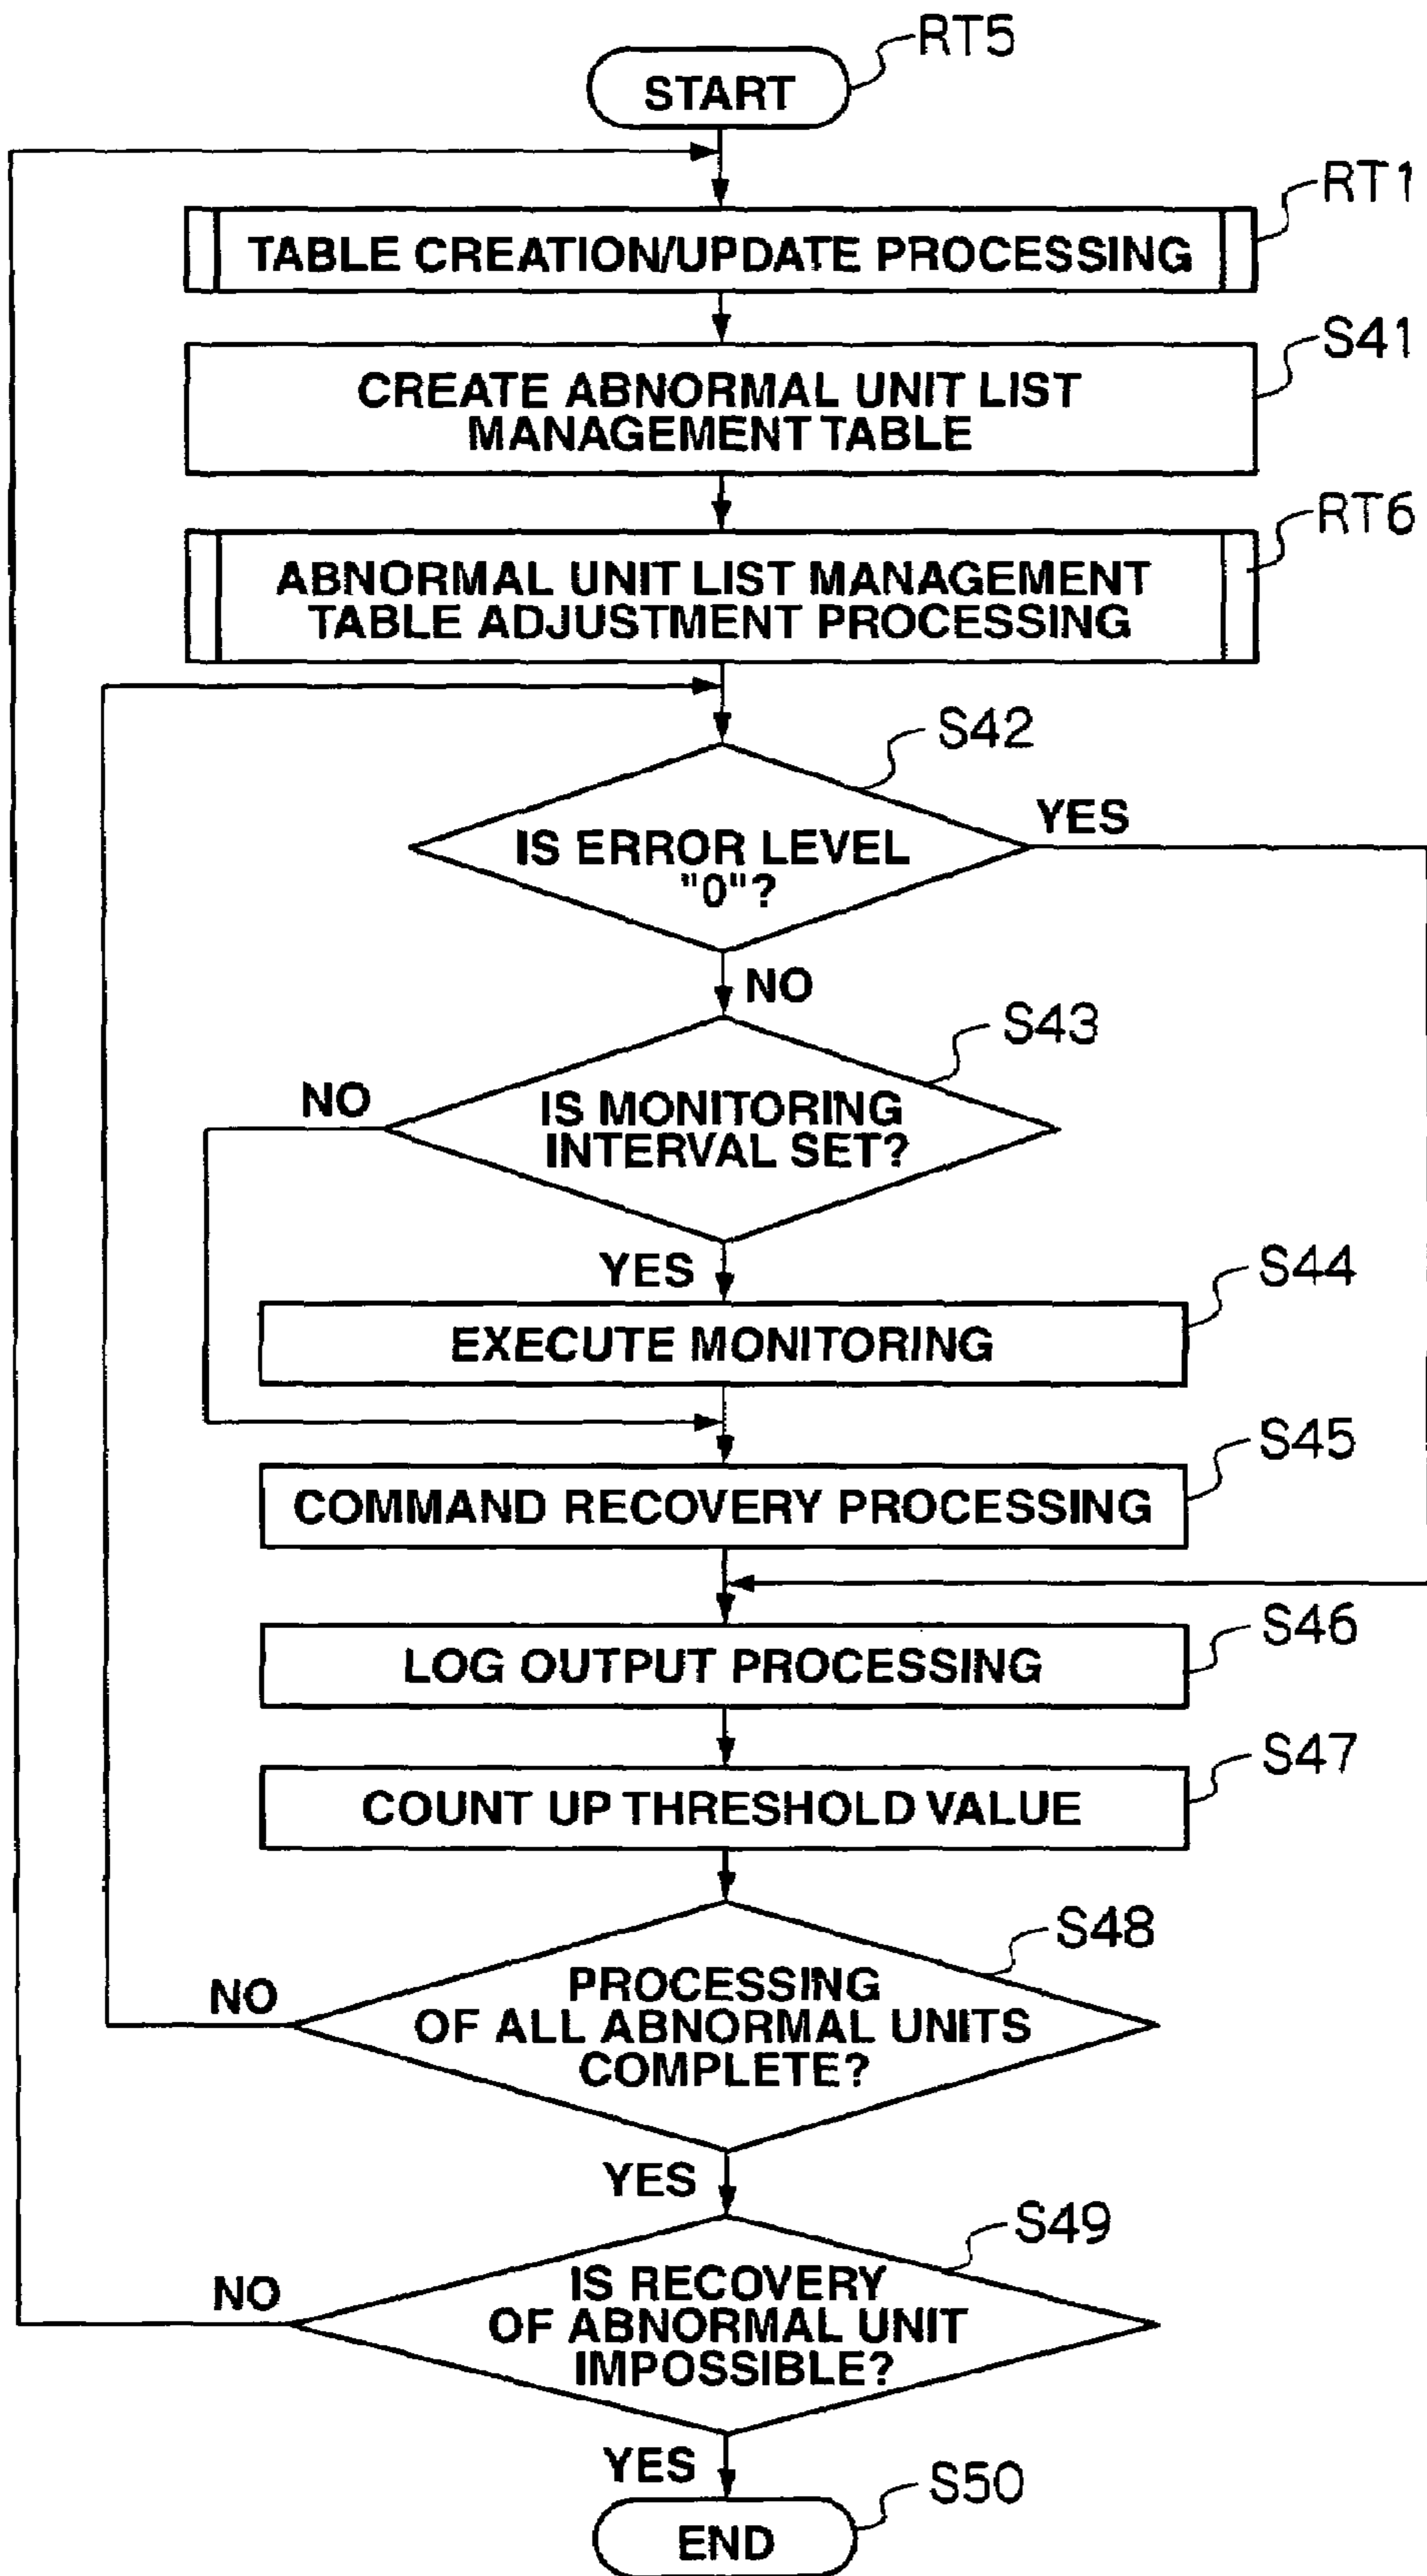 RT5
START
RT1
TABLE CREATION/UPDATE PROCESSING
S41
CREATE ABNORMAL UNIT LIST
MANAGEMENT TABLE
RT6
ABNORMAL UNIT LIST MANAGEMENT
TABLE ADJUSTMENT PROCESSING
S42
YES
IS ERROR LEVEL
"0"?
NO
S43
NO
IS MONITORING
INTERVAL SET?
YES
S44
EXECUTE MONITORING
S45
COMMAND RECOVERY PROCESSING
S46
LOG OUTPUT PROCESSING
S47
COUNT UP THRESHOLD VALUE
S48
NO
PROCESSING
OF ALL ABNORMAL UNITS
COMPLETE?
YES
S49
NO
IS RECOVERY
OF ABNORMAL UNIT
IMPOSSIBLE?
YES
S50
END